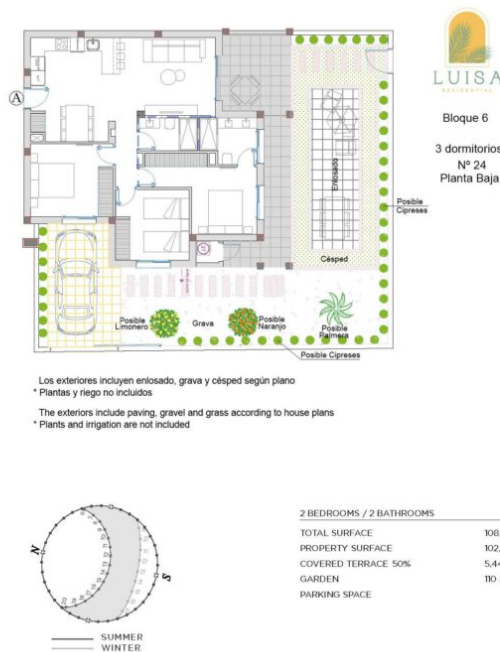 LUISA
RESIDENTIAL
Bloque 6
3 dormitorios
Nº 24
Planta Baja
A
Enlosado
Césped
Posible
Cipreses
Posible
Limonero
Grava
Posible
Naranjo
Posible
Palmera
Posible Cipreses
Los exteriores incluyen enlosado, grava y césped según plano
* Plantas y riego no incluidos
The exteriors include paving, gravel and grass according to house plans
* Plants and irrigation are not included
N
S
SUMMER
WINTER
2 BEDROOMS / 2 BATHROOMS
TOTAL SURFACE 108,
PROPERTY SURFACE 102,
COVERED TERRACE 50% 5,44
GARDEN 110
PARKING SPACE